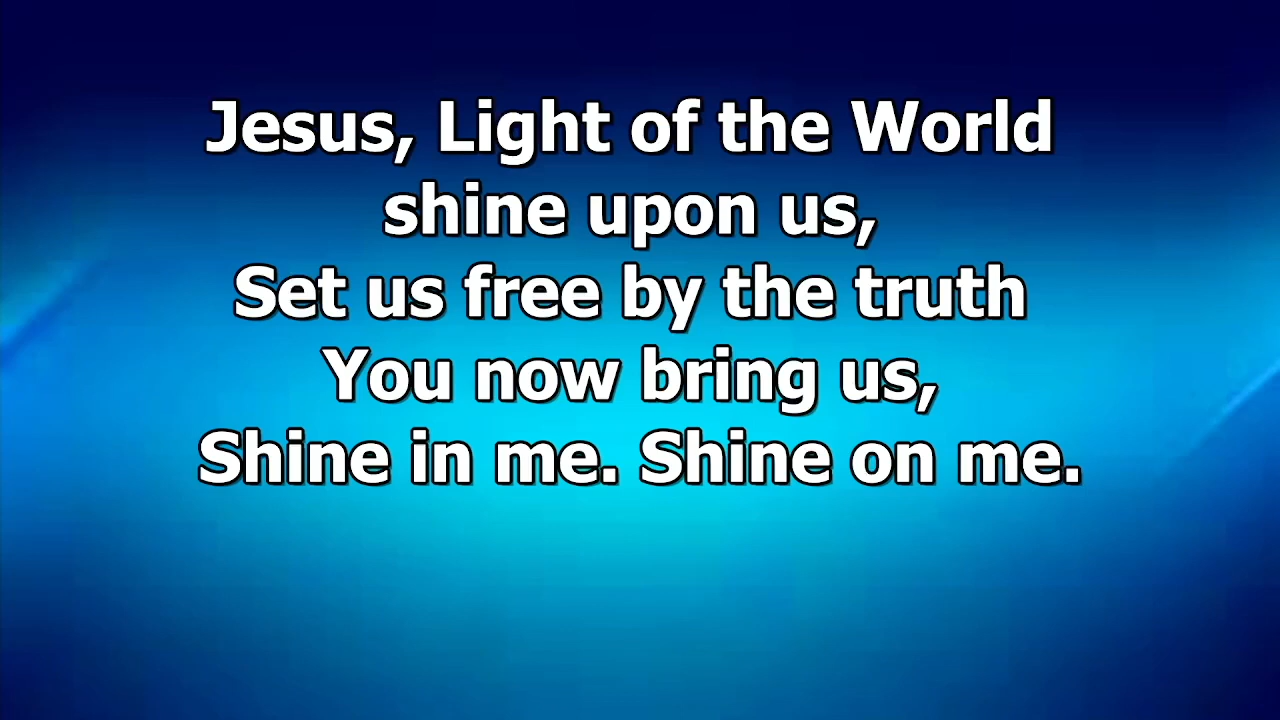 Jesus, Light of the World
shine upon us,
Set us free by the truth
You now bring us,
Shine in me. Shine on me.